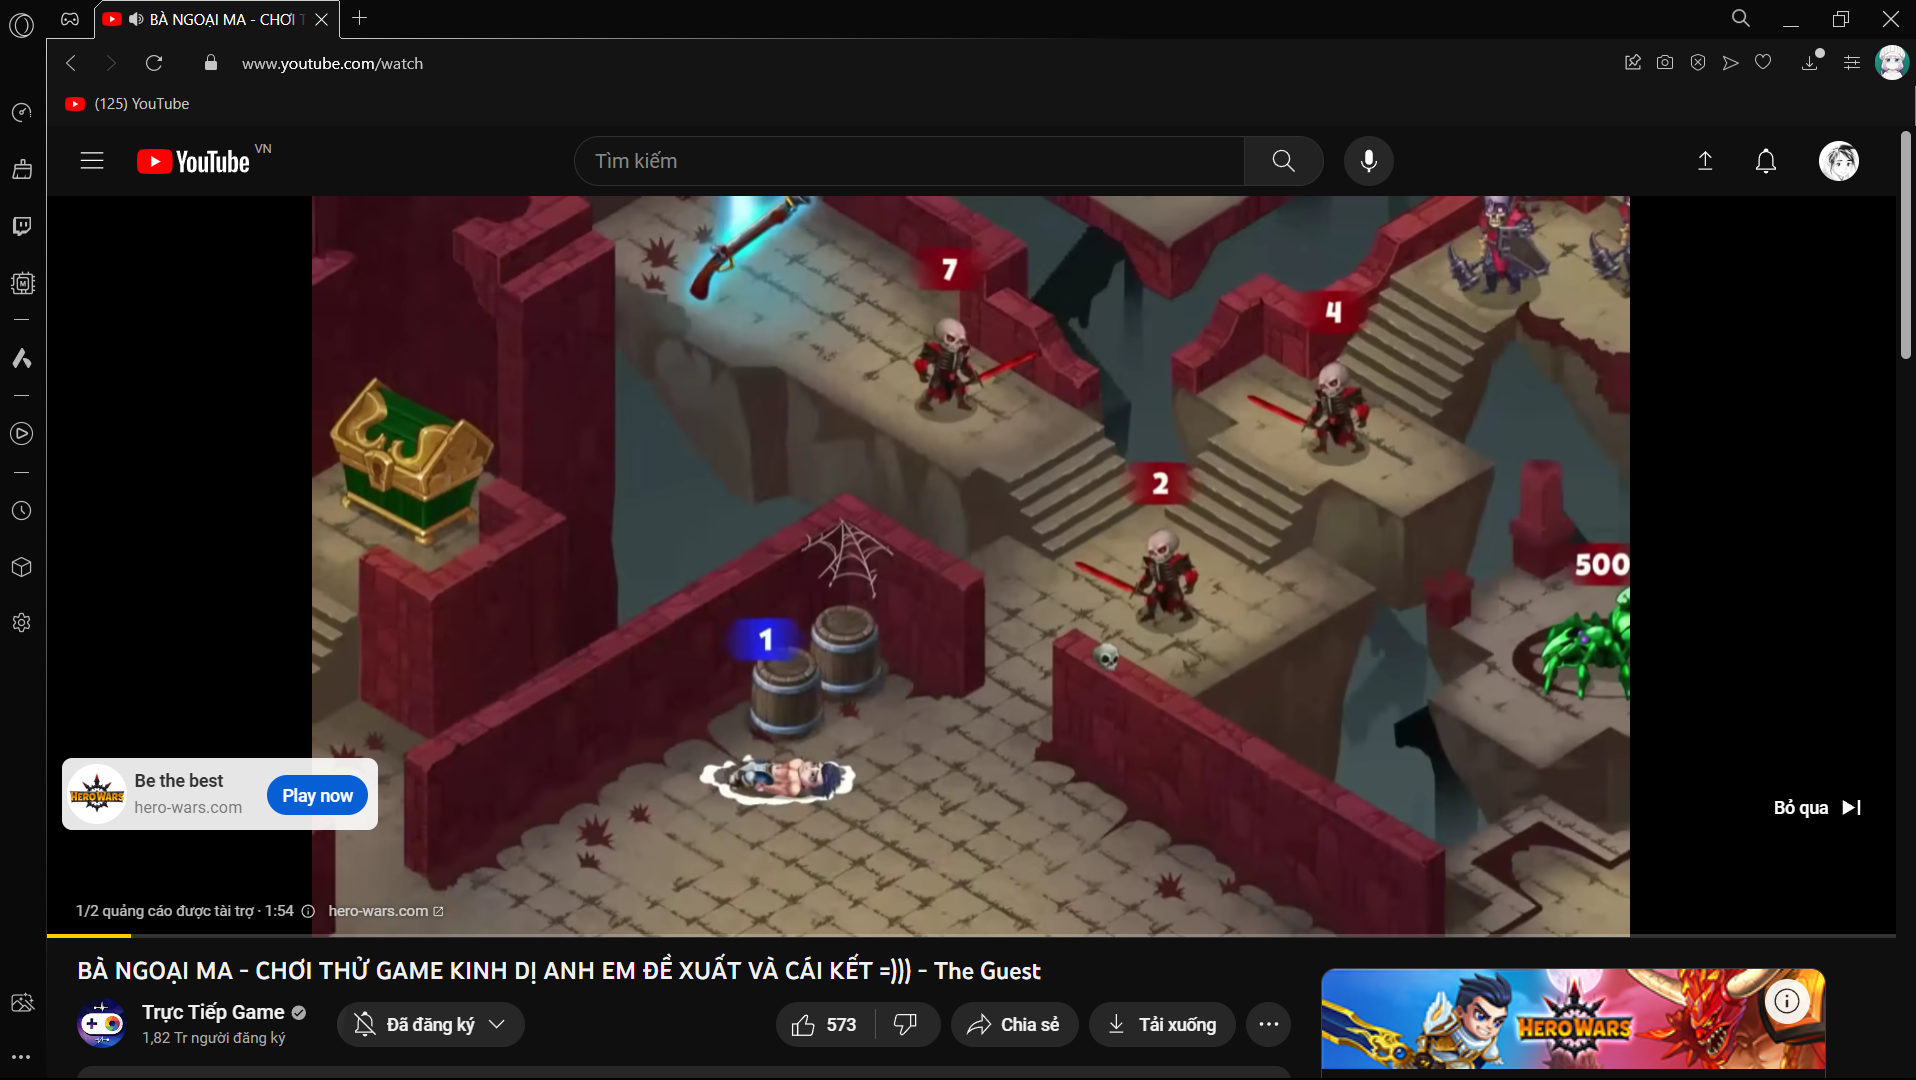 BÀ NGOẠI MA - CHƠI T
www.youtube.com/watch
(125) YouTube
YouTube VN
Tìm kiếm
7
4
2
500
1
HERO WARS
Be the best
hero-wars.com
Play now
Bỏ qua
1/2 quảng cáo được tài trợ · 1:54
hero-wars.com
BÀ NGOẠI MA - CHƠI THỬ GAME KINH DỊ ANH EM ĐỀ XUẤT VÀ CÁI KẾT =))) - The Guest
Trực Tiếp Game
1,82 Tr người đăng ký
Đã đăng ký
573
Chia sẻ
Tải xuống
HERO WARS